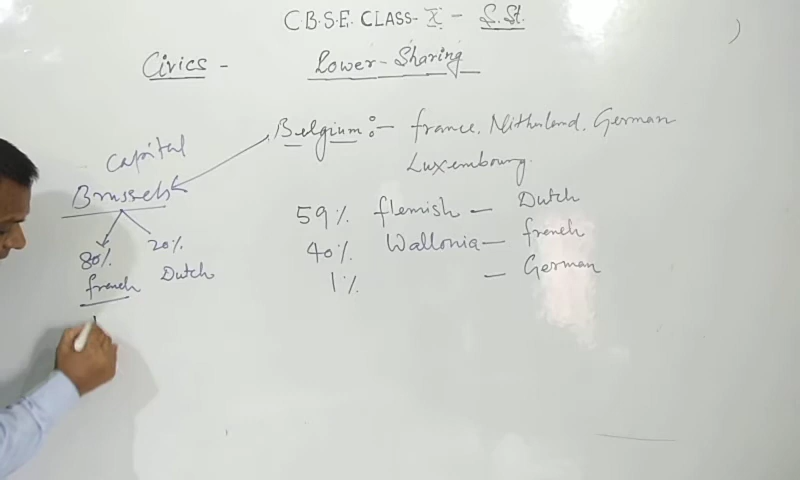 C.B.S.E. CLASS- X - S.St.
Civics - Power-Sharing
Belgium:- france, Nitherland, German
Luxembourg.
Capital
Brussels
80% 20%
french Dutch
59% flemish - Dutch
40% Wallonia - french
1% - German